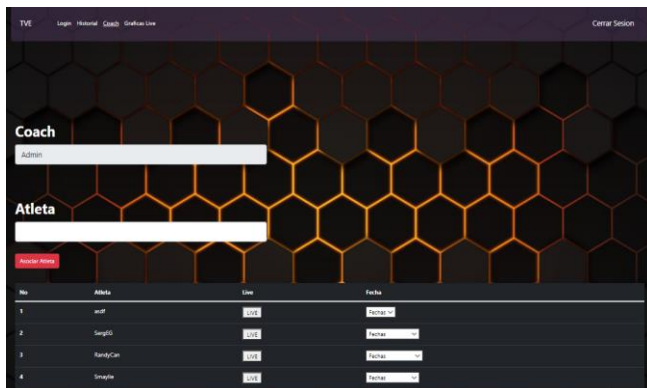 TVE Login Historial Coach Graficas Live Cerrar Sesion
Coach
Admin
Atleta
Asociar Atleta
No Atleta Live Fecha
1 asdf LIVE Fechas
2 SergEG LIVE Fechas
3 RandyCan LIVE Fechas
4 Smaylie LIVE Fechas